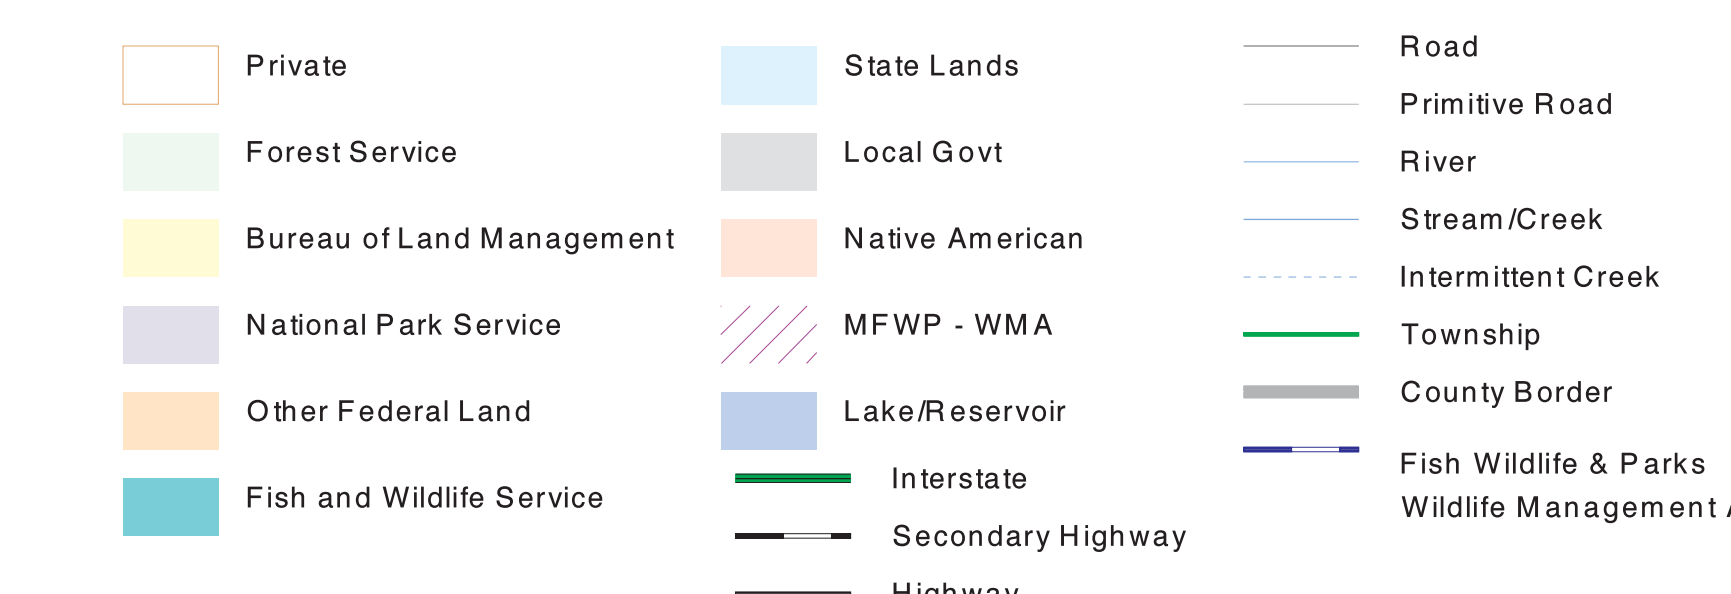 Private
Forest Service
Bureau of Land Management
National Park Service
Other Federal Land
Fish and Wildlife Service
State Lands
Local Govt
Native American
MFWP - WMA
Lake/Reservoir
Interstate
Secondary Highway
Highway
Road
Primitive Road
River
Stream/Creek
Intermittent Creek
Township
County Border
Fish Wildlife & Parks
Wildlife Management